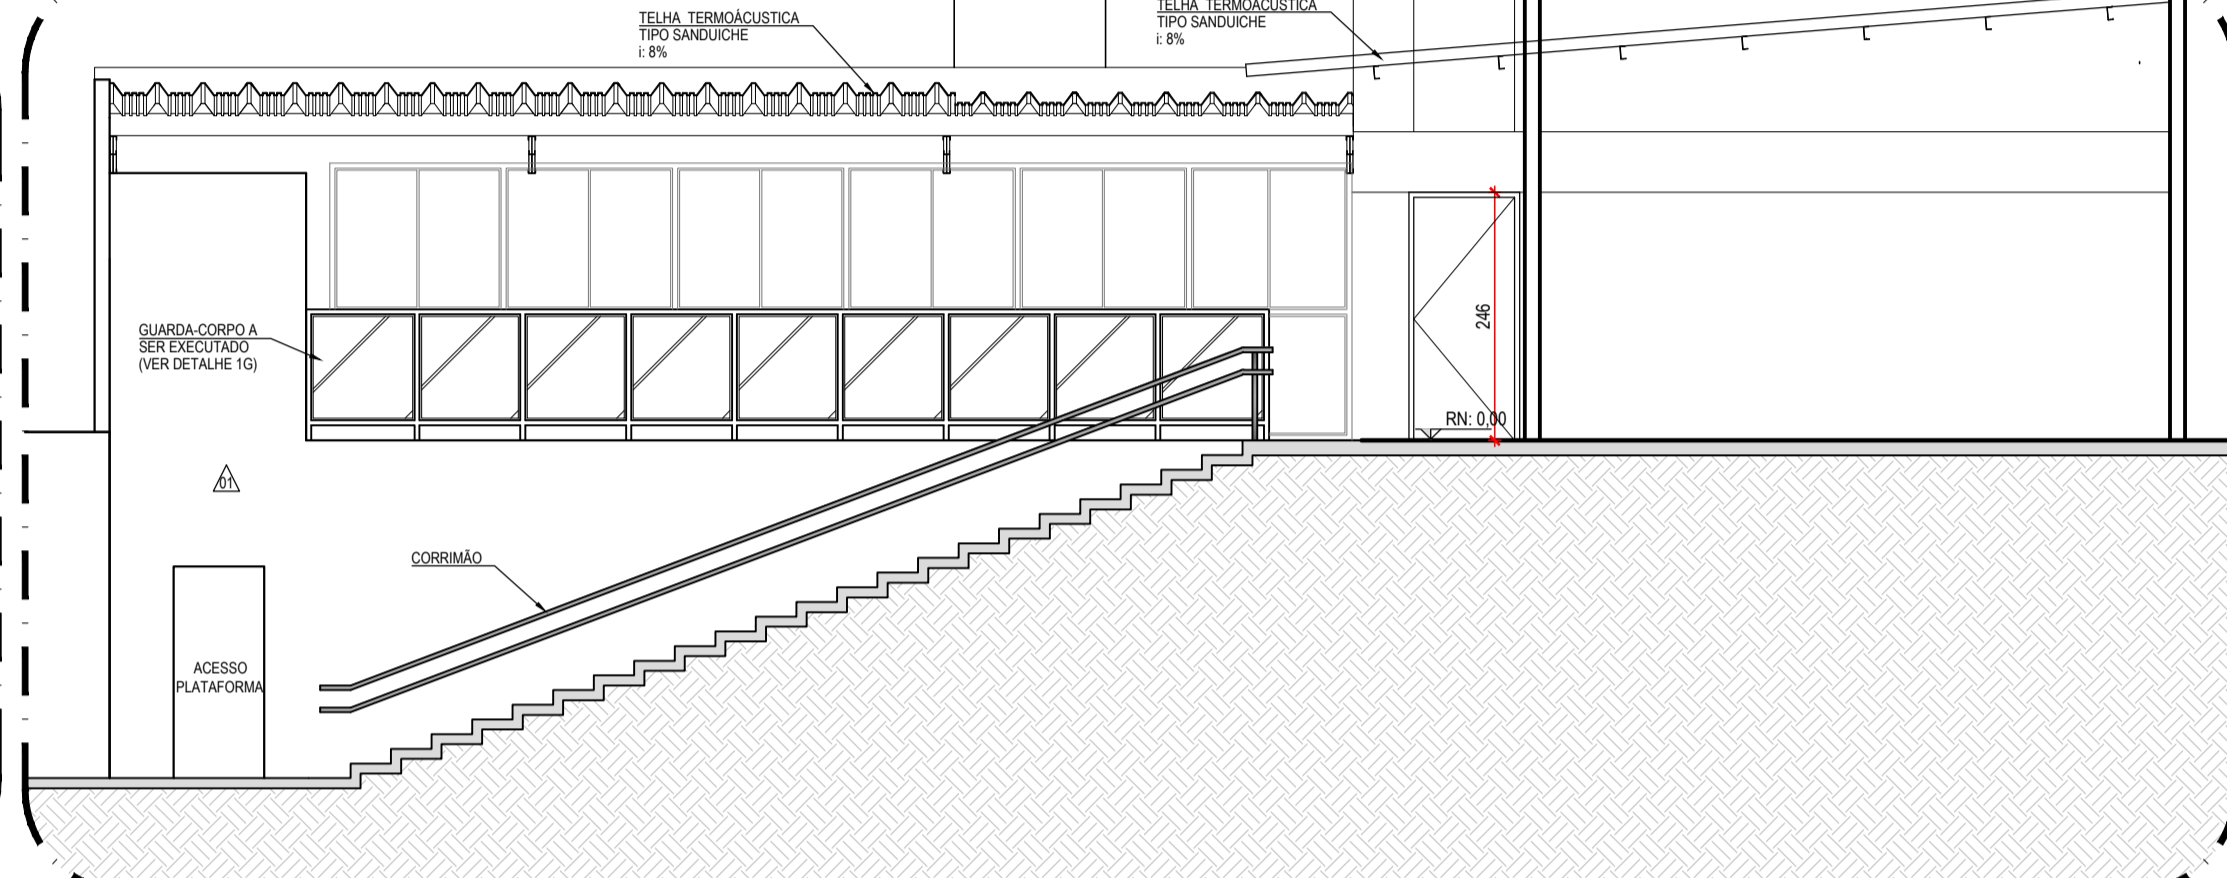 TELHA TERMOÁCUSTICA
TIPO SANDUICHE
i: 8%
TELHA TERMOACUSTICA
TIPO SANDUICHE
i: 8%
GUARDA-CORPO A
SER EXECUTADO
(VER DETALHE 1G)
246
RN: 0,00
01
CORRIMÃO
ACESSO
PLATAFORMA